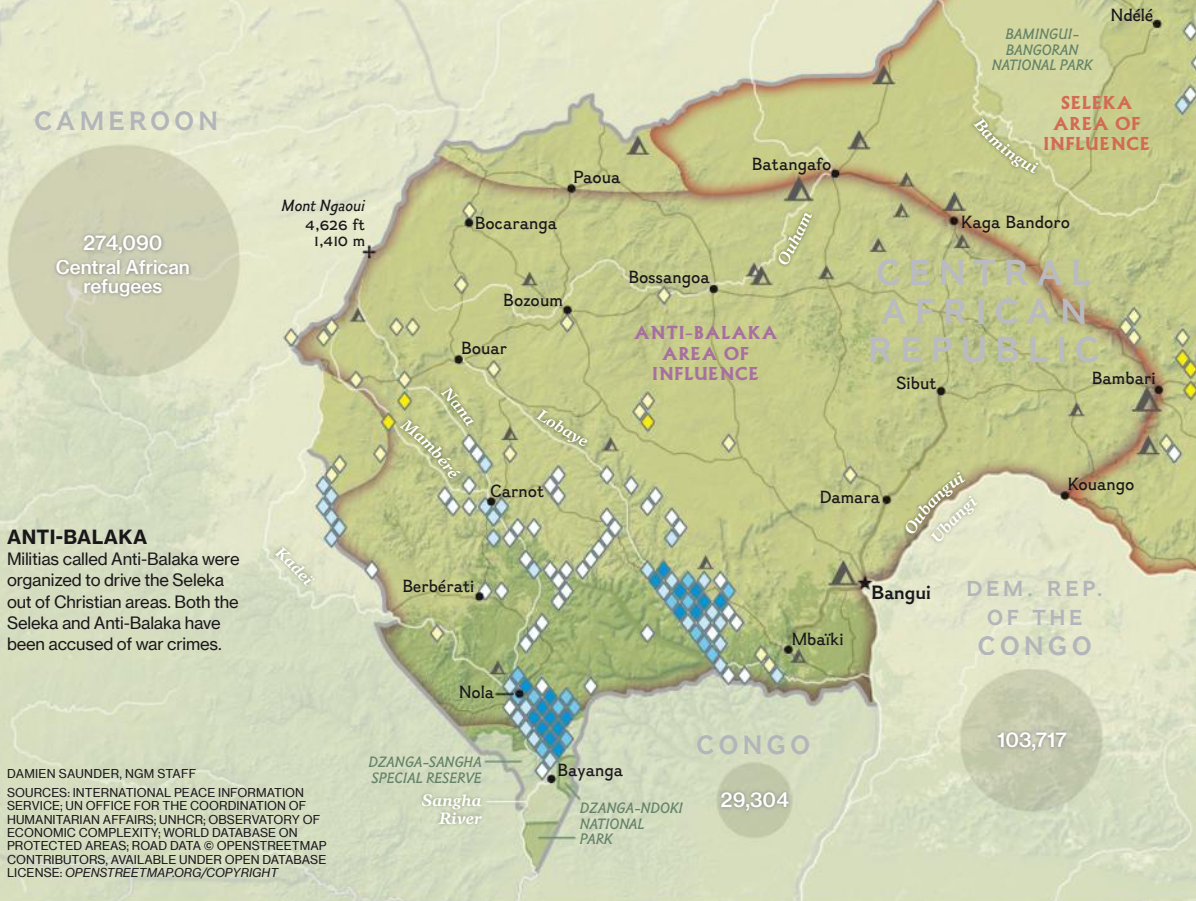 Ndélé
BAMINGUI-
BANGORAN
NATIONAL PARK
SELEKA
AREA OF
INFLUENCE
Bamingui
CAMEROON
Batangafo
Paoua
Mont Ngaoui
4,626 ft
1,410 m
Bocaranga
Kaga Bandoro
Ouham
274,090
Central African
refugees
CENTRAL
AFRICAN
REPUBLIC
Bossangoa
Bozoum
ANTI-BALAKA
AREA OF
INFLUENCE
Bouar
Sibut
Bambari
Nana
Lobaye
Mambéré
Carnot
Damara
Kouango
Oubangui
Ubangi
ANTI-BALAKA
Militias called Anti-Balaka were
organized to drive the Seleka
out of Christian areas. Both the
Seleka and Anti-Balaka have
been accused of war crimes.
Kadei
Berbérati
Bangui
DEM. REP.
OF THE
CONGO
Mbaïki
Nola
103,717
CONGO
29,304
DZANGA-SANGHA
SPECIAL RESERVE
Bayanga
Sangha
River
DZANGA-NDOKI
NATIONAL
PARK
DAMIEN SAUNDER, NGM STAFF
SOURCES: INTERNATIONAL PEACE INFORMATION
SERVICE; UN OFFICE FOR THE COORDINATION OF
HUMANITARIAN AFFAIRS; UNHCR; OBSERVATORY OF
ECONOMIC COMPLEXITY; WORLD DATABASE ON
PROTECTED AREAS; ROAD DATA © OPENSTREETMAP
CONTRIBUTORS, AVAILABLE UNDER OPEN DATABASE
LICENSE: OPENSTREETMAP.ORG/COPYRIGHT